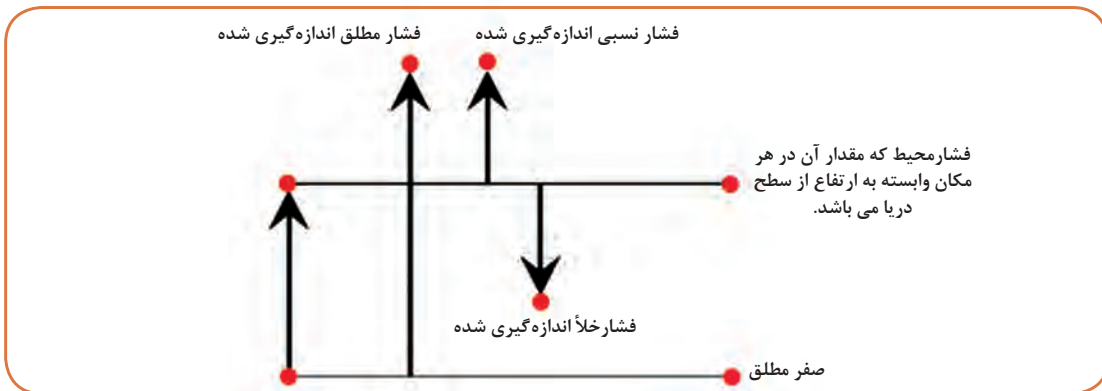 فشار نسبی اندازه‌گیری شده
فشار مطلق اندازه‌گیری شده
فشارمحیط که مقدار آن در هر
مکان وابسته به ارتفاع از سطح
دریا می باشد.
فشارخلأ اندازه‌گیری شده
صفر مطلق